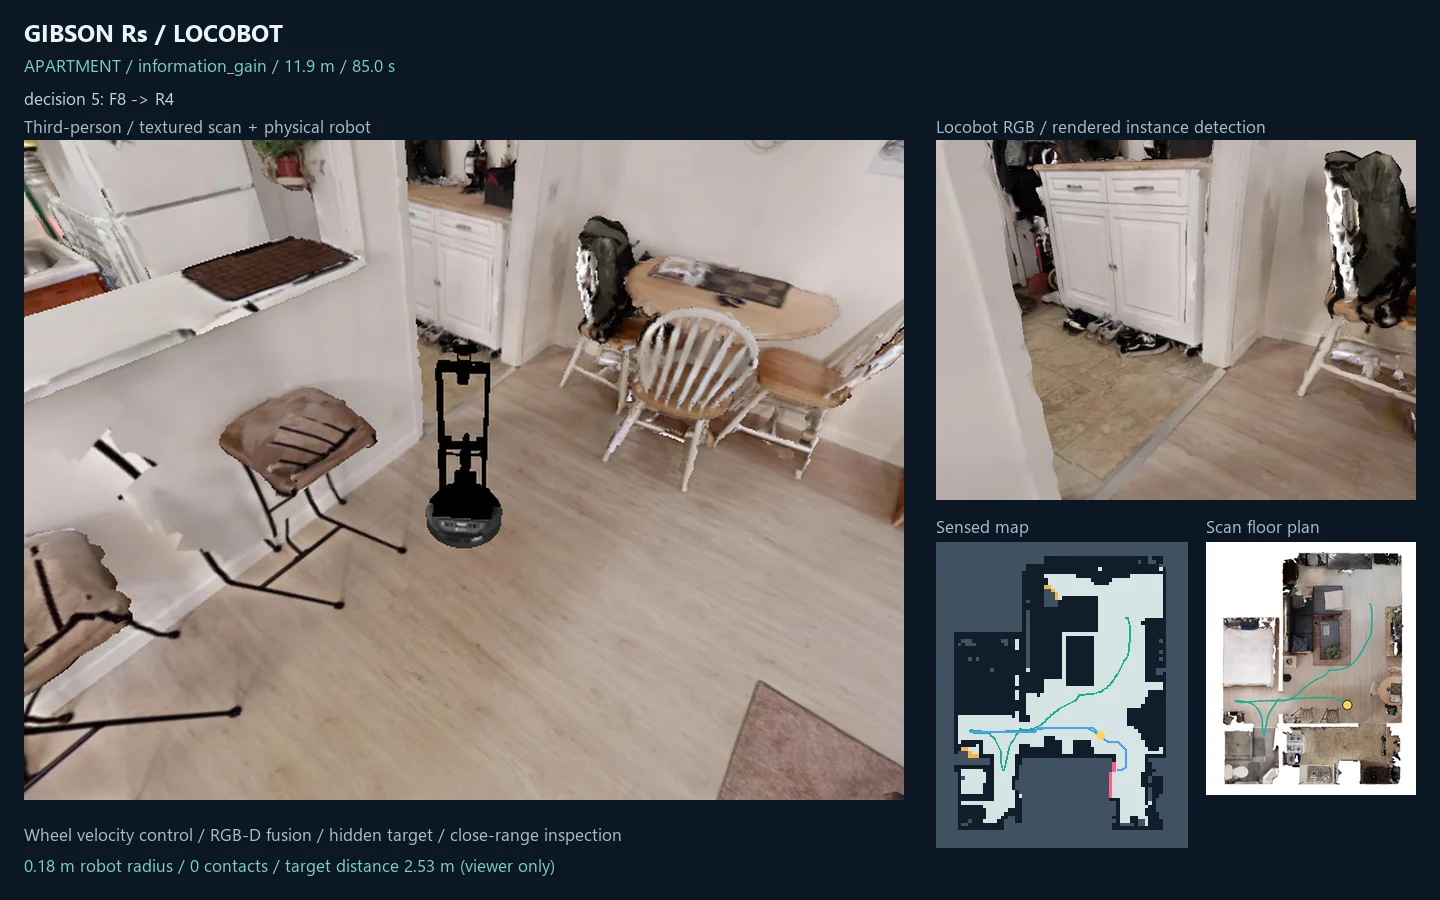 GIBSON Rs / LOCOBOT
APARTMENT / information_gain / 11.9 m / 85.0 s
decision 5: F8 -> R4
Third-person / textured scan + physical robot
Locobot RGB / rendered instance detection
Sensed map
Scan floor plan
Wheel velocity control / RGB-D fusion / hidden target / close-range inspection
0.18 m robot radius / 0 contacts / target distance 2.53 m (viewer only)